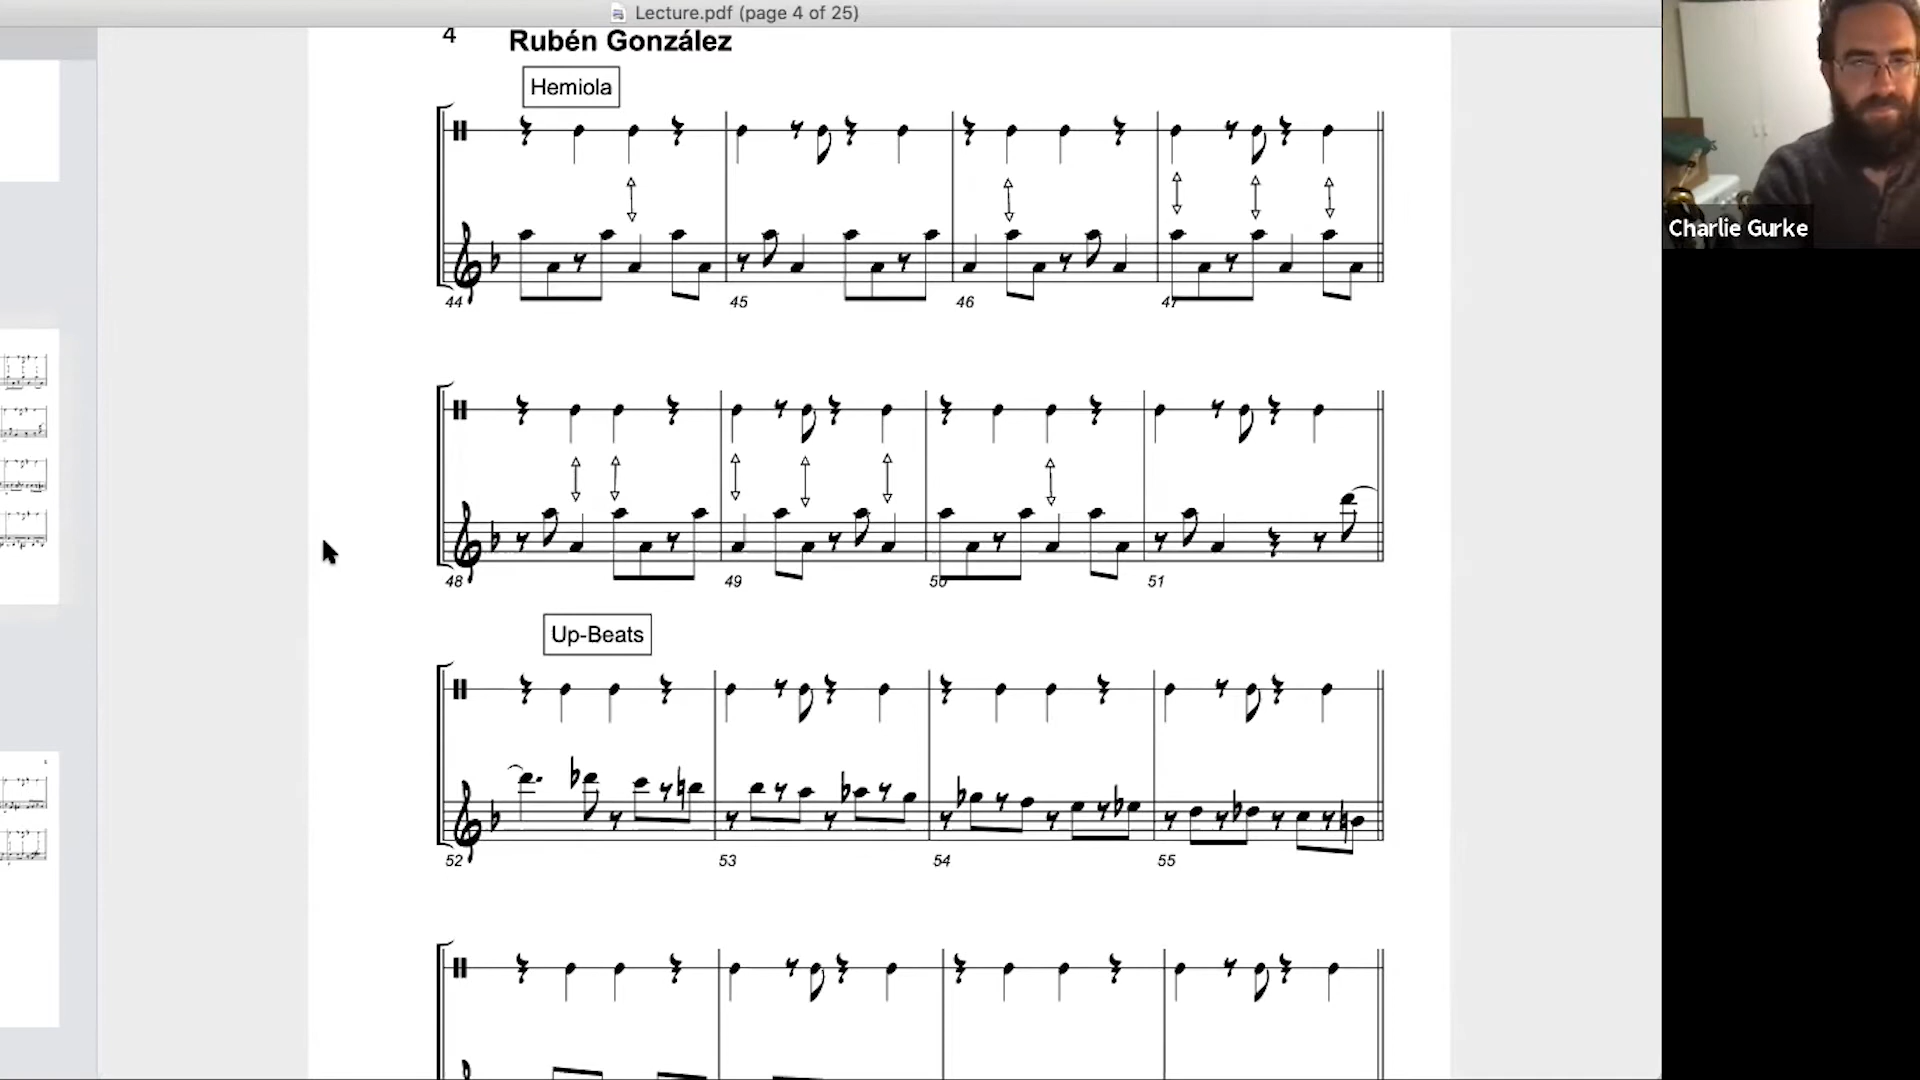 Lecture.pdf (page 4 of 25)
4 Rubén González
Hemiola
44 45 46 47
48 49 50 51
Up-Beats
52 53 54 55
Charlie Gurke